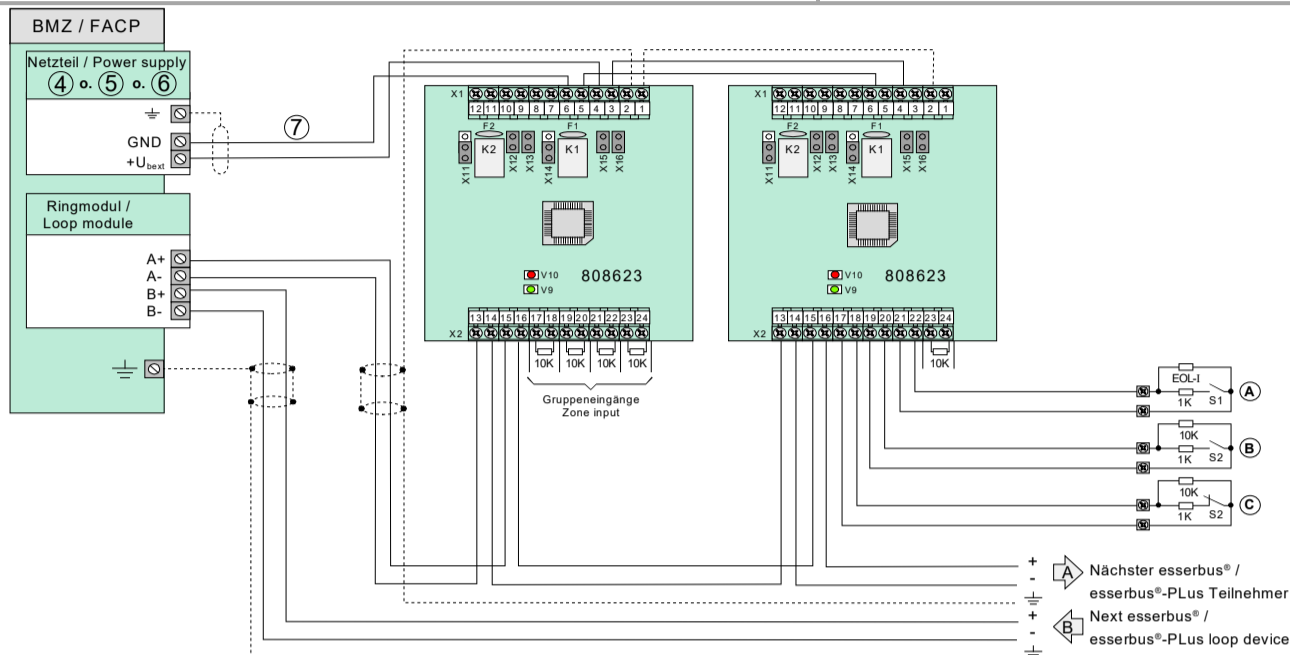 BMZ / FACP
Netzteil / Power supply
④ o. ⑤ o. ⑥
GND
+Ubext
⑦
Ringmodul /
Loop module
A+
A-
B+
B-
X1
12 11 10 9 8 7 6 5 4 3 2 1
F2 F1
K2 K1
X11 X12 X13 X14 X15 X16
V10
V9
808623
13 14 15 16 17 18 19 20 21 22 23 24
X2
10K 10K 10K 10K
Gruppeneingänge
Zone input
X1
12 11 10 9 8 7 6 5 4 3 2 1
F2 F1
K2 K1
X11 X12 X13 X14 X15 X16
V10
V9
808623
13 14 15 16 17 18 19 20 21 22 23 24
X2
10K
EOL-I
1K S1
A
10K
1K S2
B
10K
1K S2
C
+
-
A
Nächster esserbus® /
esserbus®-PLus Teilnehmer
+
-
B
Next esserbus® /
esserbus®-PLus loop device